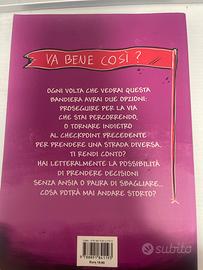 VA BENE COSÌ?
OGNI VOLTA CHE VEDRAI QUESTA
BANDIERA AVRAI DUE OPZIONI:
PROSEGUIRE PER LA VIA
CHE STAI PERCORRENDO,
O TORNARE INDIETRO
AL CHECKPOINT PRECEDENTE
PER PRENDERE UNA STRADA DIVERSA.
TI RENDI CONTO?
HAI LETTERALMENTE LA POSSIBILITÀ
DI PRENDERE DECISIONI
SENZA ANSIA O PAURA DI SBAGLIARE...
COSA POTRÀ MAI ANDARE STORTO?
subito